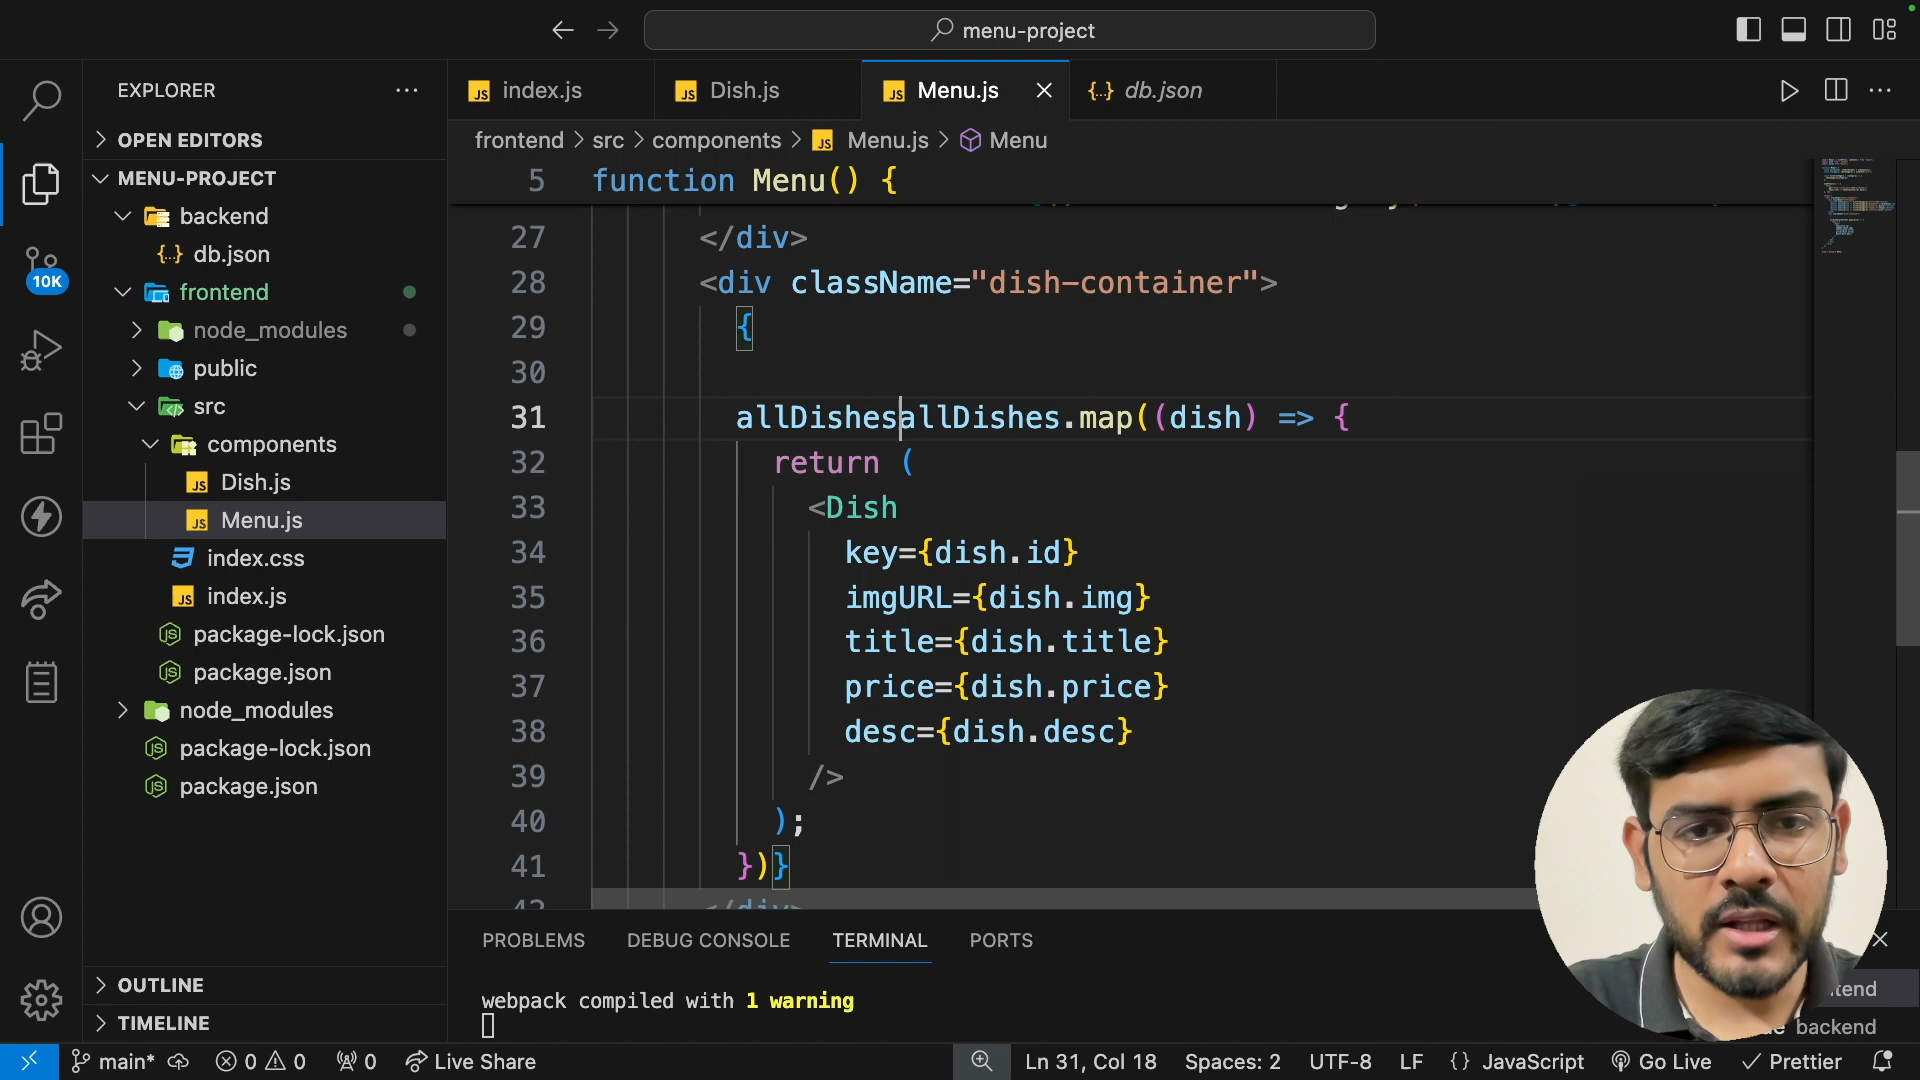 menu-project
EXPLORER
OPEN EDITORS
MENU-PROJECT
backend
db.json
frontend
node_modules
public
src
components
Dish.js
Menu.js
index.css
index.js
package-lock.json
package.json
node_modules
package-lock.json
package.json
OUTLINE
TIMELINE
10K
JS index.js
JS Dish.js
JS Menu.js
{..} db.json
frontend > src > components > JS Menu.js > Menu
5 function Menu() {
27 </div>
28 <div className="dish-container">
29 {
30
31 allDishesallDishes.map((dish) => {
32 return (
33 <Dish
34 key={dish.id}
35 imgURL={dish.img}
36 title={dish.title}
37 price={dish.price}
38 desc={dish.desc}
39 />
40 );
41 })}
42 </div>
PROBLEMS DEBUG CONSOLE TERMINAL PORTS
webpack compiled with 1 warning
backend
main* 0 0 0 Live Share Ln 31, Col 18 Spaces: 2 UTF-8 LF {} JavaScript Go Live Prettier